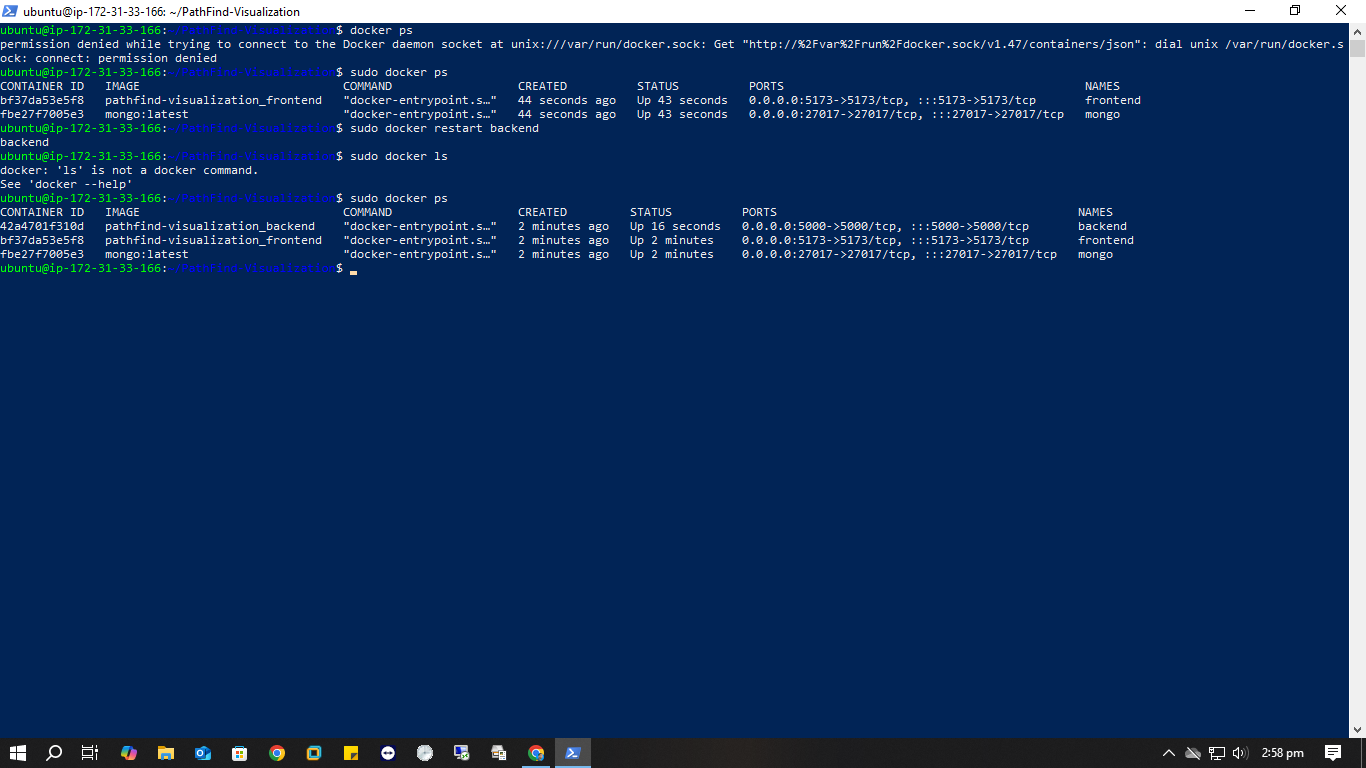 ubuntu@ip-172-31-33-166: ~/PathFind-Visualization
ubuntu@ip-172-31-33-166:~/PathFind-Visualization$ docker ps
permission denied while trying to connect to the Docker daemon socket at unix:///var/run/docker.sock: Get "http://%2Fvar%2Frun%2Fdocker.sock/v1.47/containers/json": dial unix /var/run/docker.s
ock: connect: permission denied
ubuntu@ip-172-31-33-166:~/PathFind-Visualization$ sudo docker ps
CONTAINER ID   IMAGE                             COMMAND                  CREATED          STATUS          PORTS                                           NAMES
bf37da53e5f8   pathfind-visualization_frontend   "docker-entrypoint.s…"   44 seconds ago   Up 43 seconds   0.0.0.0:5173->5173/tcp, :::5173->5173/tcp       frontend
fbe27f7005e3   mongo:latest                      "docker-entrypoint.s…"   44 seconds ago   Up 43 seconds   0.0.0.0:27017->27017/tcp, :::27017->27017/tcp   mongo
ubuntu@ip-172-31-33-166:~/PathFind-Visualization$ sudo docker restart backend
backend
ubuntu@ip-172-31-33-166:~/PathFind-Visualization$ sudo docker ls
docker: 'ls' is not a docker command.
See 'docker --help'
ubuntu@ip-172-31-33-166:~/PathFind-Visualization$ sudo docker ps
CONTAINER ID   IMAGE                             COMMAND                  CREATED         STATUS          PORTS                                           NAMES
42a4701f310d   pathfind-visualization_backend    "docker-entrypoint.s…"   2 minutes ago   Up 16 seconds   0.0.0.0:5000->5000/tcp, :::5000->5000/tcp       backend
bf37da53e5f8   pathfind-visualization_frontend   "docker-entrypoint.s…"   2 minutes ago   Up 2 minutes    0.0.0.0:5173->5173/tcp, :::5173->5173/tcp       frontend
fbe27f7005e3   mongo:latest                      "docker-entrypoint.s…"   2 minutes ago   Up 2 minutes    0.0.0.0:27017->27017/tcp, :::27017->27017/tcp   mongo
ubuntu@ip-172-31-33-166:~/PathFind-Visualization$
2:58 pm